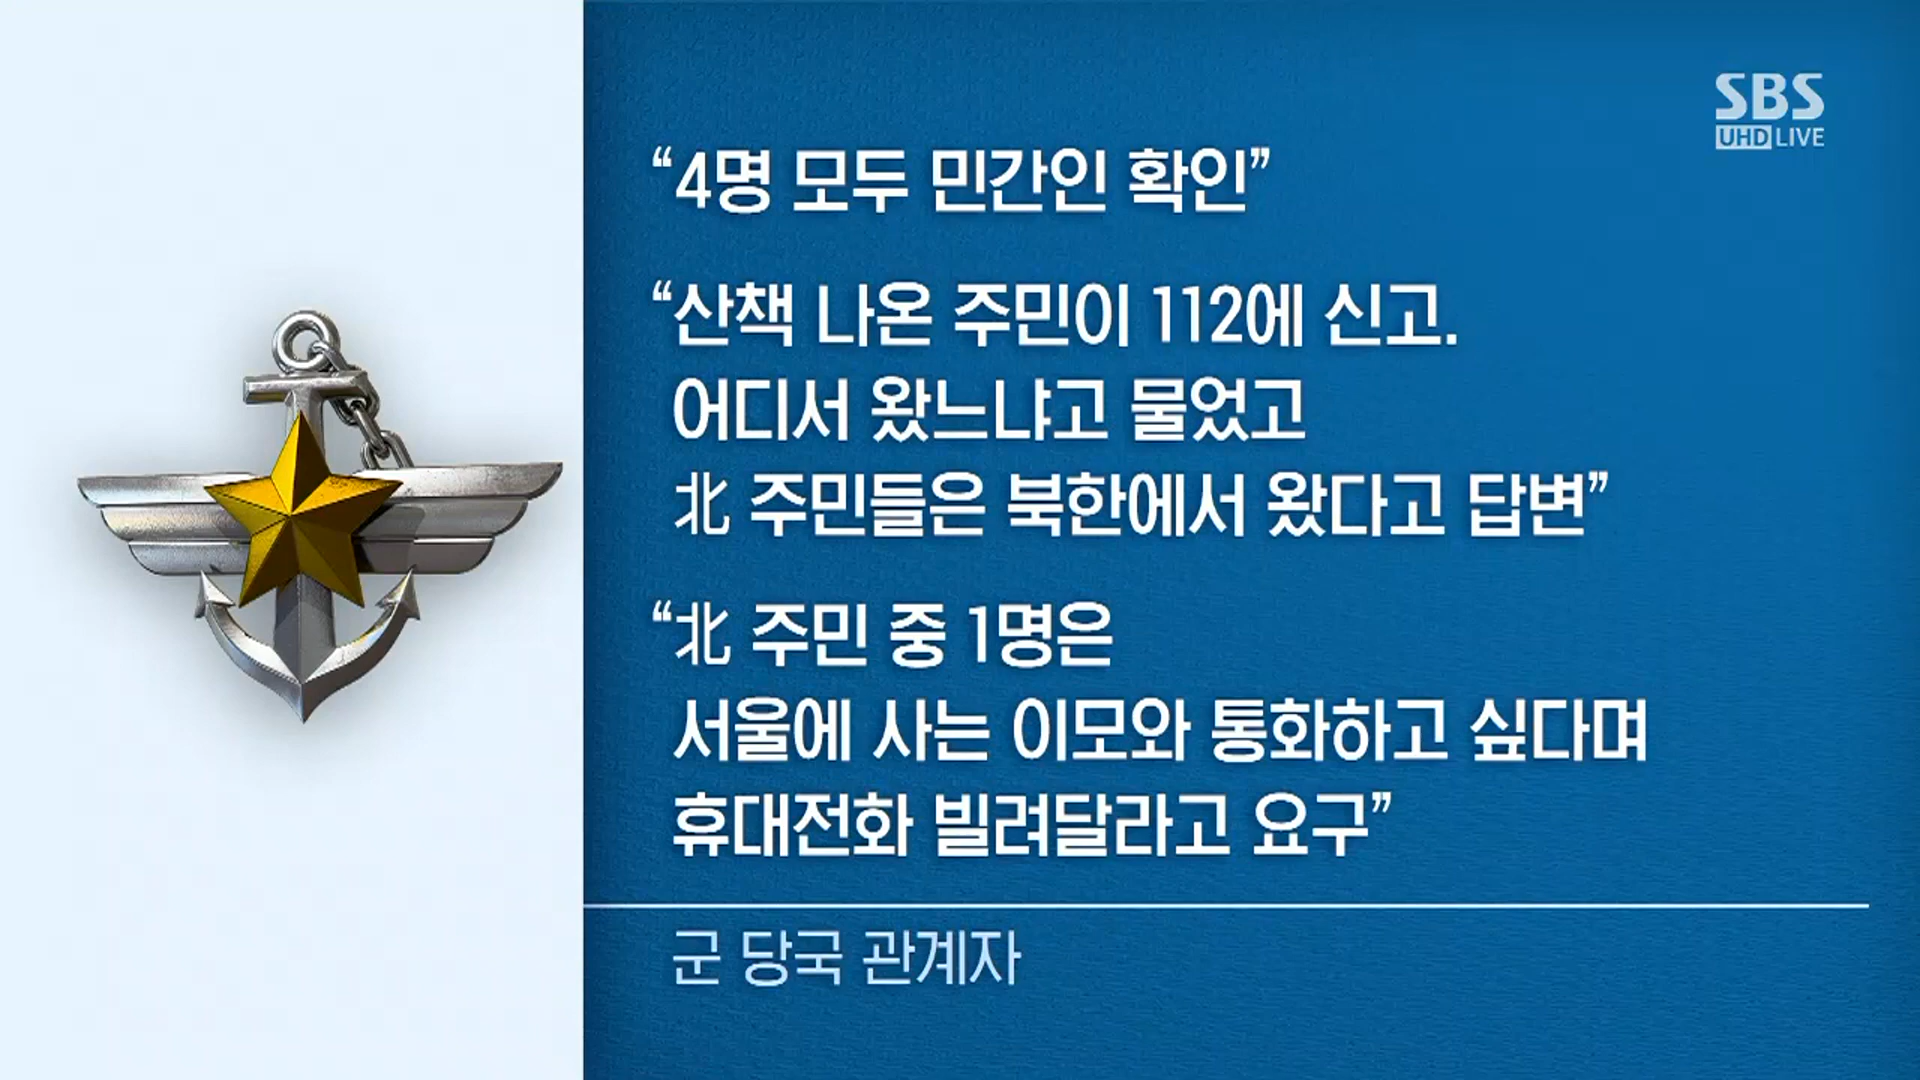 SBS
UHD LIVE
“4명 모두 민간인 확인”
“산책 나온 주민이 112에 신고.
어디서 왔느냐고 물었고
北 주민들은 북한에서 왔다고 답변”
“北 주민 중 1명은
서울에 사는 이모와 통화하고 싶다며
휴대전화 빌려달라고 요구”
군 당국 관계자